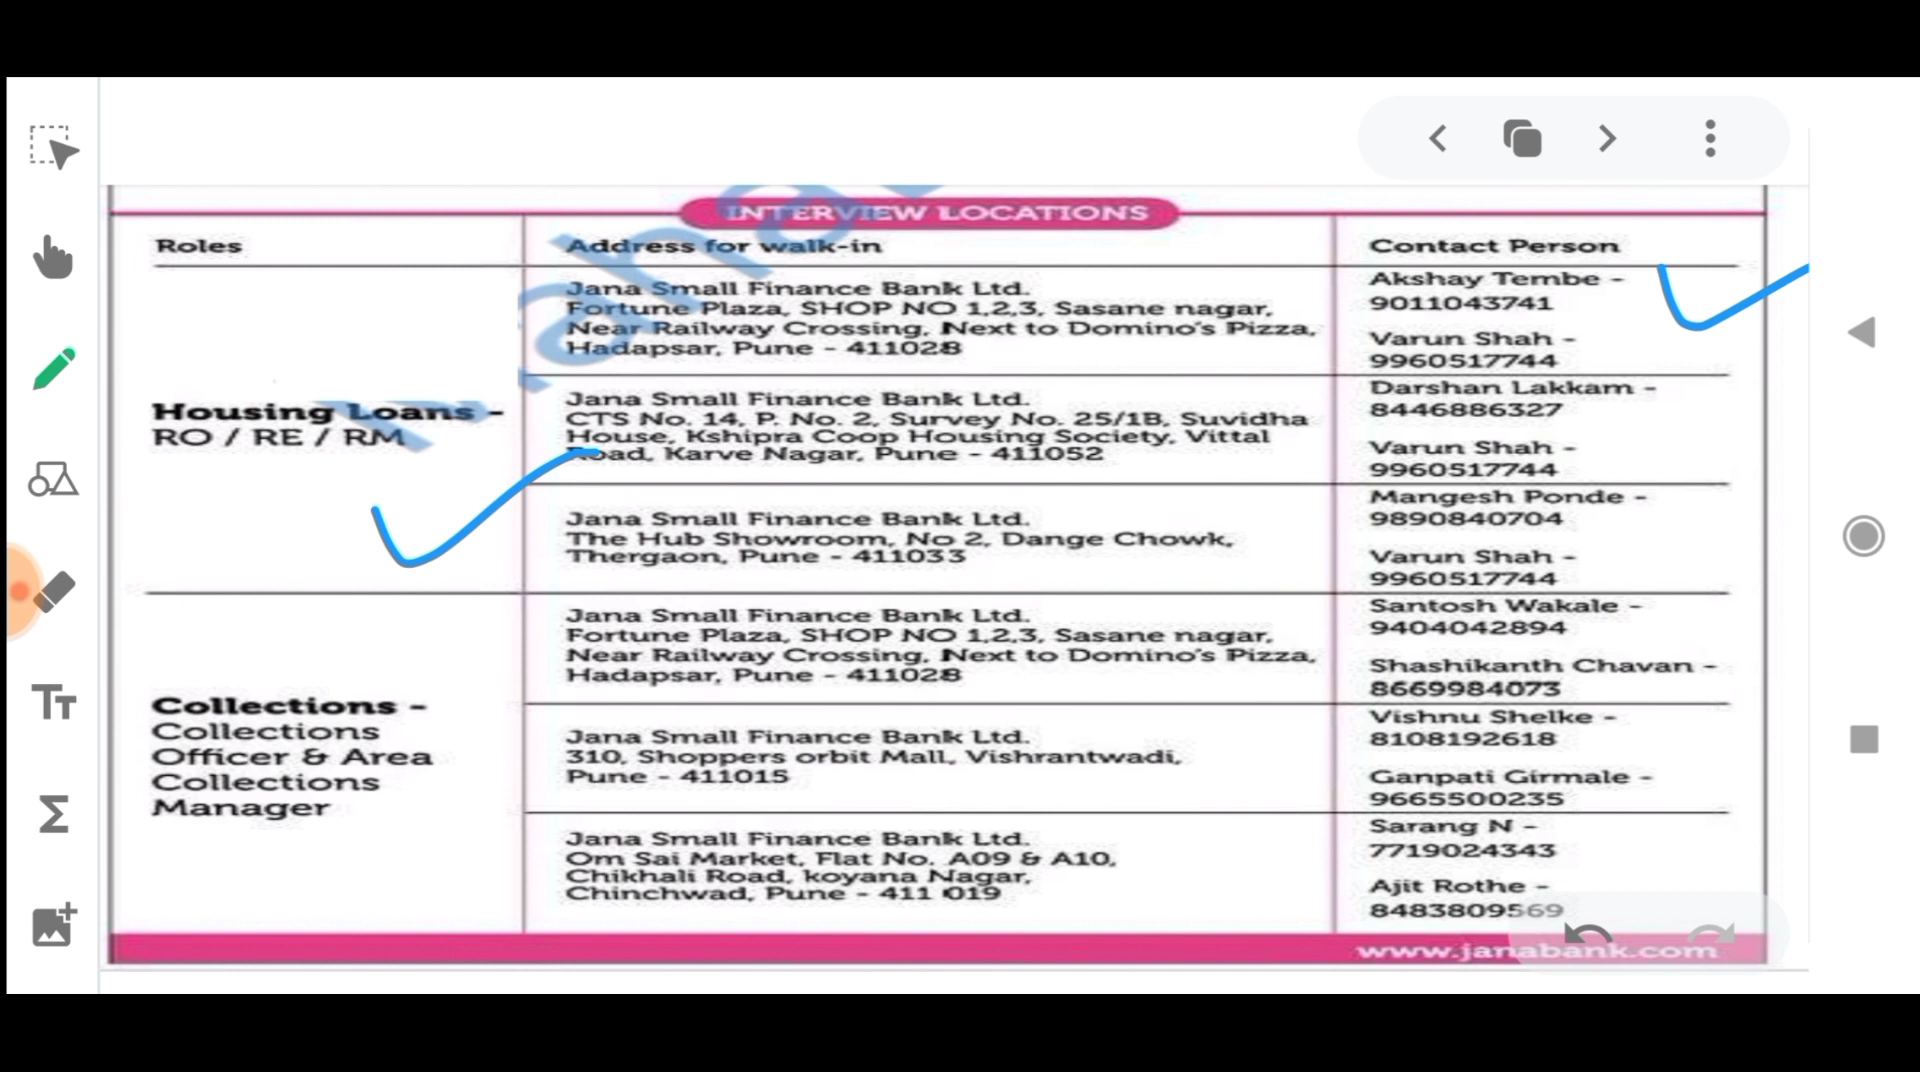 INTERVIEW LOCATIONS
Roles
Address for walk-in
Contact Person
Housing Loans -
RO / RE / RM
Jana Small Finance Bank Ltd.
Fortune Plaza, SHOP NO 1,2,3, Sasane nagar,
Near Railway Crossing, Next to Domino's Pizza,
Hadapsar, Pune - 411028
Akshay Tembe -
9011043741
Varun Shah -
9960517744
Jana Small Finance Bank Ltd.
CTS No. 14, P. No. 2, Survey No. 25/1B, Suvidha
House, Kshipra Coop Housing Society, Vittal
Road, Karve Nagar, Pune - 411052
Darshan Lakkam -
8446886327
Varun Shah -
9960517744
Jana Small Finance Bank Ltd.
The Hub Showroom, No 2, Dange Chowk,
Thergaon, Pune - 411033
Mangesh Ponde -
9890840704
Varun Shah -
9960517744
Collections -
Collections
Officer & Area
Collections
Manager
Jana Small Finance Bank Ltd.
Fortune Plaza, SHOP NO 1,2,3, Sasane nagar,
Near Railway Crossing, Next to Domino's Pizza,
Hadapsar, Pune - 411028
Santosh Wakale -
9404042894
Shashikanth Chavan -
8669984073
Jana Small Finance Bank Ltd.
310, Shoppers orbit Mall, Vishrantwadi,
Pune - 411015
Vishnu Shelke -
8108192618
Ganpati Girmale -
9665500235
Jana Small Finance Bank Ltd.
Om Sai Market, Flat No. A09 & A10,
Chikhali Road, koyana Nagar,
Chinchwad, Pune - 411 019
Sarang N -
7719024343
Ajit Rothe -
8483809569
www.janabank.com
Tт